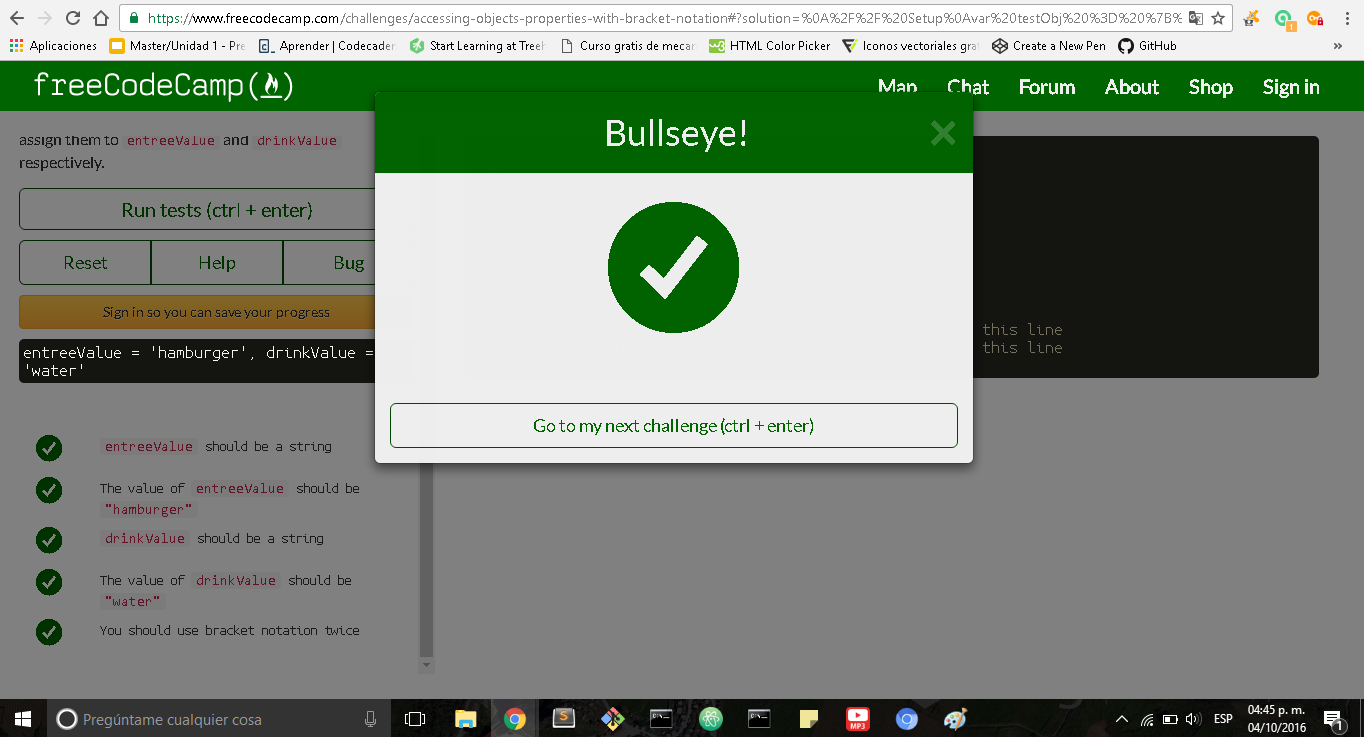 https://www.freecodecamp.com/challenges/accessing-objects-properties-with-bracket-notation#?solution=%0A%2F%2F%20Setup%0Avar%20testObj%20%3D%20%7B%
Aplicaciones Master/Unidad 1 - Pre Aprender | Codecader Start Learning at Treeh Curso gratis de mecar HTML Color Picker Iconos vectoriales gra Create a New Pen GitHub »
freeCodeCamp Map Chat Forum About Shop Sign in
Bullseye!
assign them to entreeValue and drinkValue
respectively.
Run tests (ctrl + enter)
Reset Help Bug
Sign in so you can save your progress
entreeValue = 'hamburger', drinkValue =
'water'
this line
this line
Go to my next challenge (ctrl + enter)
entreeValue should be a string
The value of entreeValue should be
"hamburger"
drinkValue should be a string
The value of drinkValue should be
"water"
You should use bracket notation twice
Pregúntame cualquier cosa
MP3
ESP
04:45 p. m.
04/10/2016
1